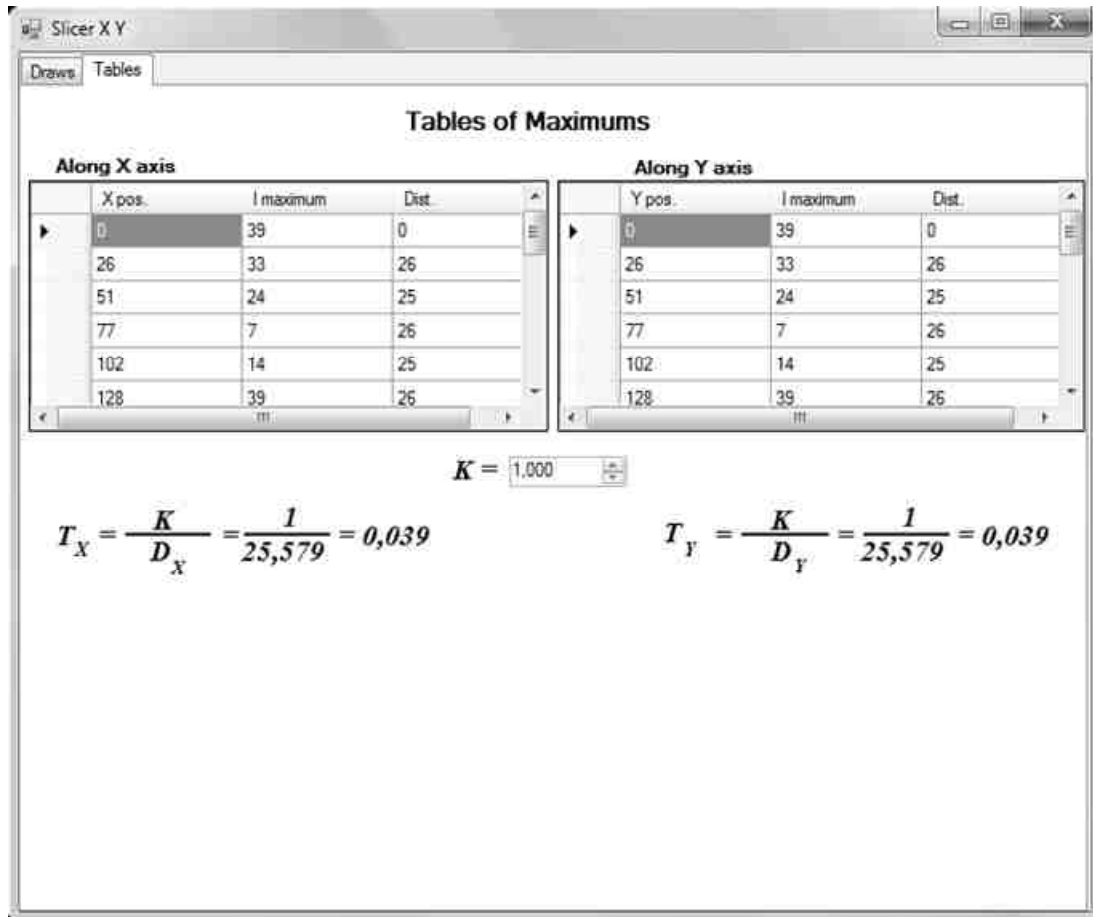 Slicer X Y
Draws Tables
Tables of Maximums
Along X axis
X pos. I maximum Dist.
0 39 0
26 33 26
51 24 25
77 7 26
102 14 25
128 39 26
Along Y axis
Y pos. I maximum Dist.
0 39 0
26 33 26
51 24 25
77 7 26
102 14 25
128 39 26
K = 1,000
T_X = K / D_X = 1 / 25,579 = 0,039
T_Y = K / D_Y = 1 / 25,579 = 0,039